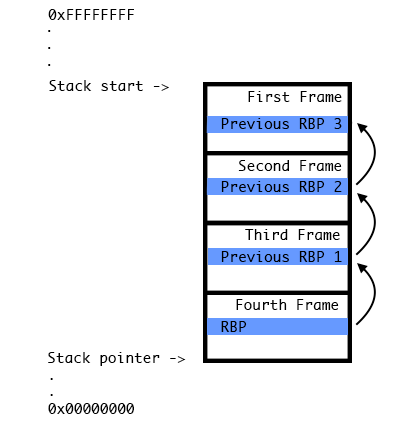 0xFFFFFFFF
.
.
.
Stack start ->
First Frame
Previous RBP 3
Second Frame
Previous RBP 2
Third Frame
Previous RBP 1
Fourth Frame
RBP
Stack pointer ->
.
.
0x00000000